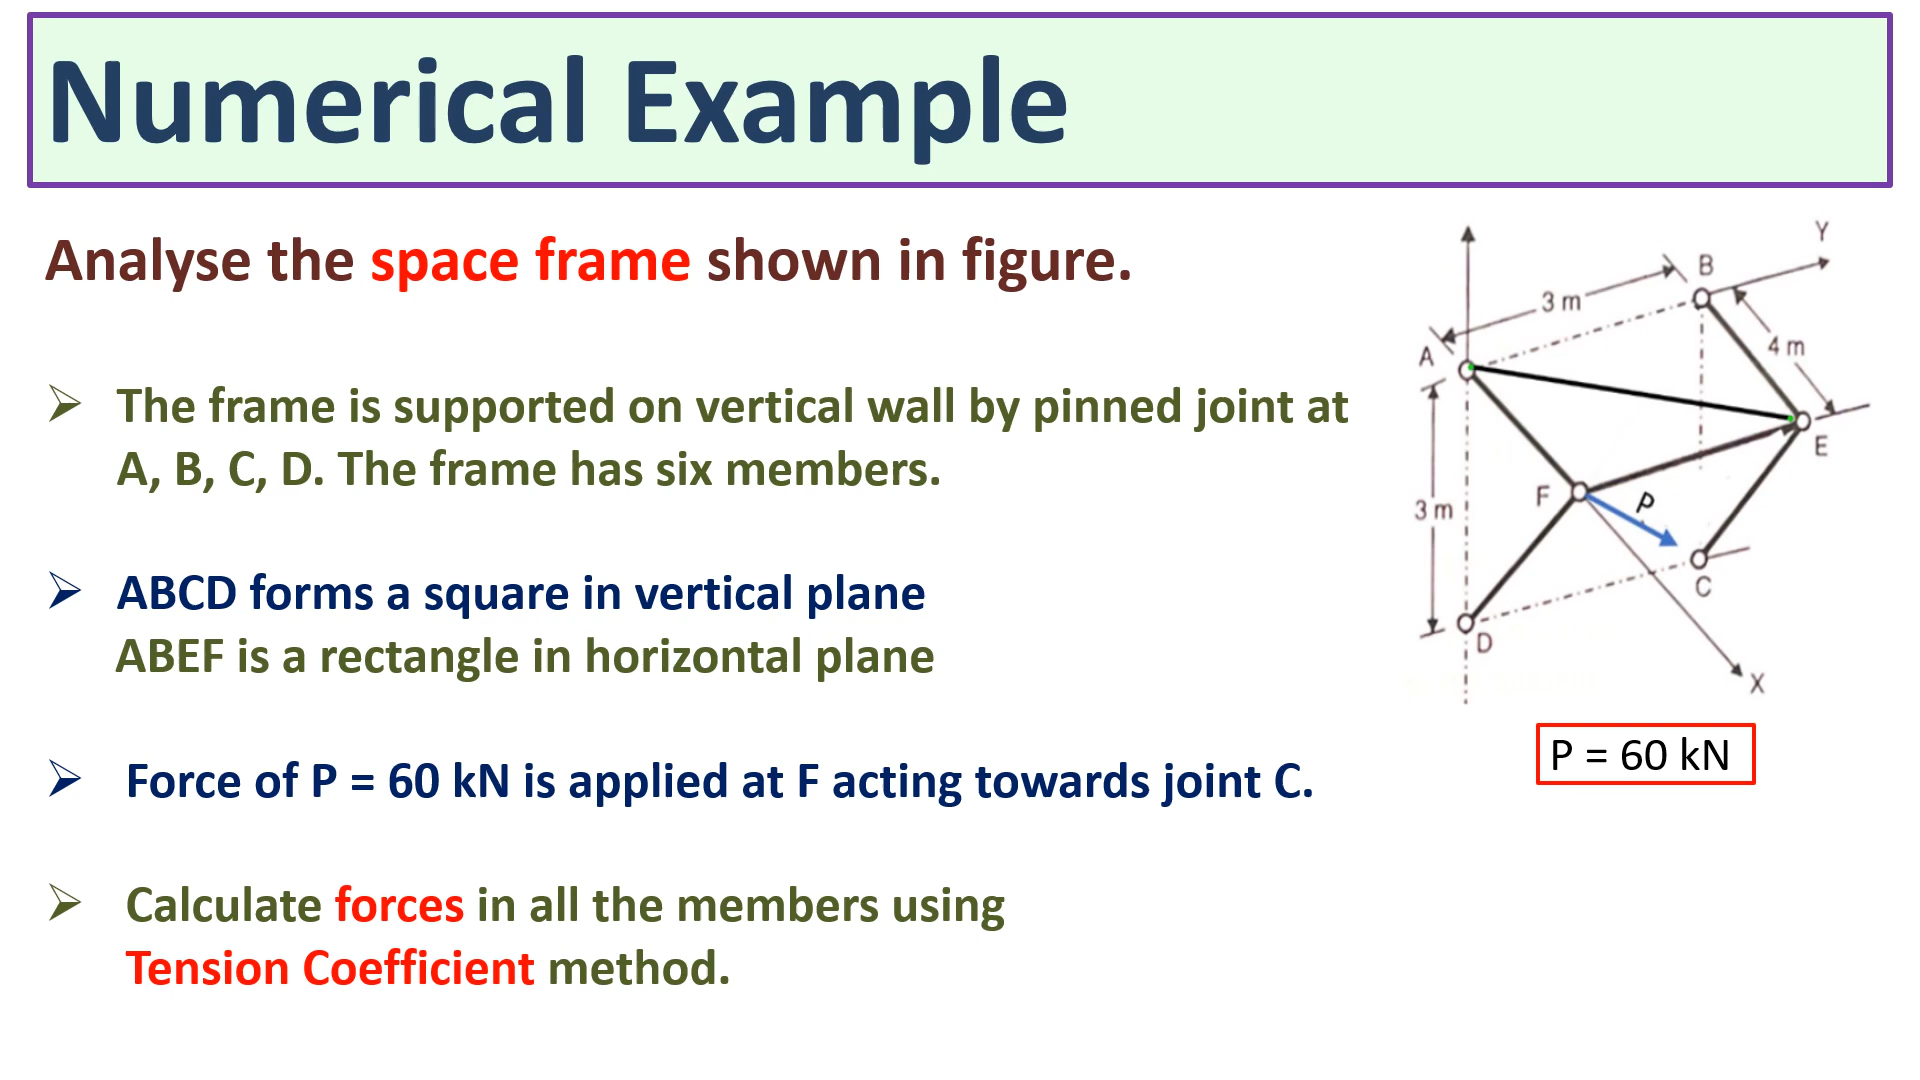 Numerical Example
Analyse the space frame shown in figure.
➢ The frame is supported on vertical wall by pinned joint at
A, B, C, D. The frame has six members.
➢ ABCD forms a square in vertical plane
ABEF is a rectangle in horizontal plane
➢ Force of P = 60 kN is applied at F acting towards joint C.
➢ Calculate forces in all the members using
Tension Coefficient method.
Y
B
3 m
A
4 m
E
F
P
3 m
C
D
X
P = 60 kN